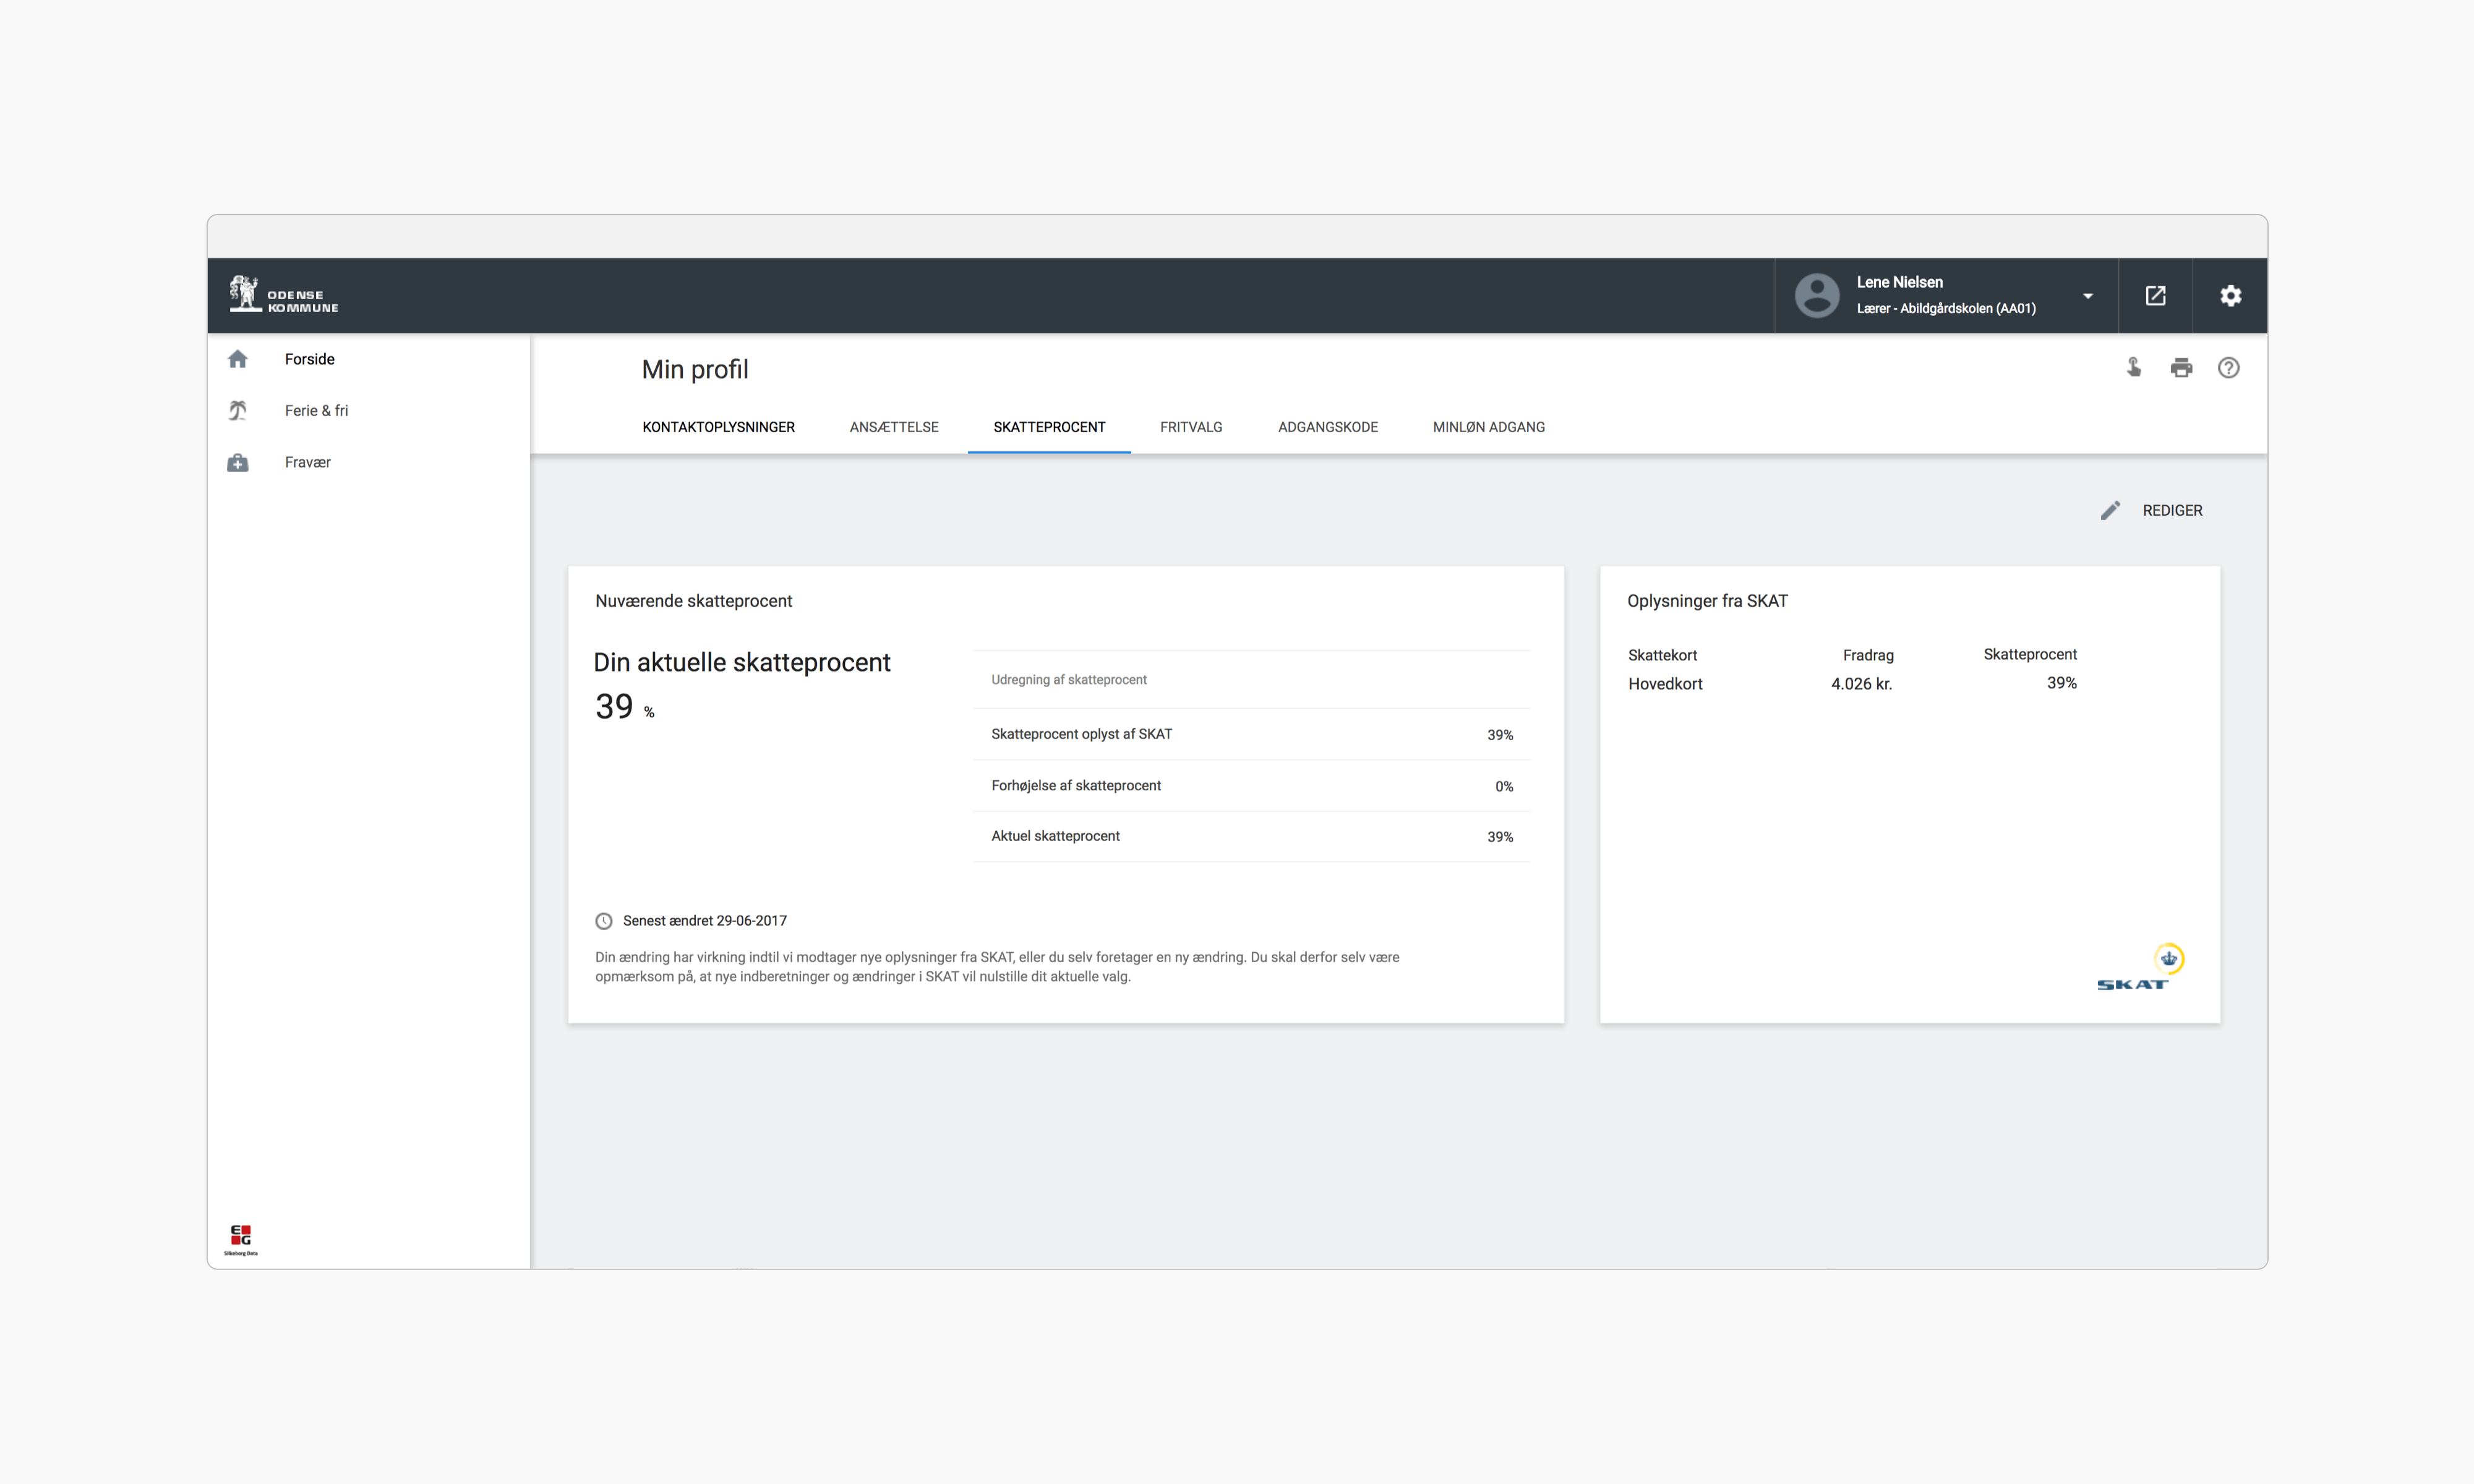 ODENSE
KOMMUNE
Lene Nielsen
Lærer - Abildgårdskolen (AA01)
Forside
Ferie & fri
Fravær
Min profil
KONTAKTOPLYSNINGER ANSÆTTELSE SKATTEPROCENT FRITVALG ADGANGSKODE MINLØN ADGANG
REDIGER
Nuværende skatteprocent
Din aktuelle skatteprocent
39 %
Udregning af skatteprocent
Skatteprocent oplyst af SKAT 39%
Forhøjelse af skatteprocent 0%
Aktuel skatteprocent 39%
Senest ændret 29-06-2017
Din ændring har virkning indtil vi modtager nye oplysninger fra SKAT, eller du selv foretager en ny ændring. Du skal derfor selv være
opmærksom på, at nye indberetninger og ændringer i SKAT vil nulstille dit aktuelle valg.
Oplysninger fra SKAT
Skattekort Fradrag Skatteprocent
Hovedkort 4.026 kr. 39%
SKAT
EG
Silkeborg Data